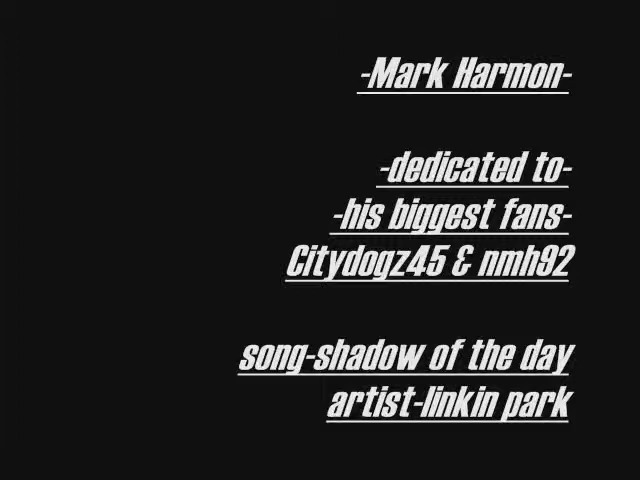 -Mark Harmon-
-dedicated to-
-his biggest fans-
Citydogz45 & nmh92
song-shadow of the day
artist-linkin park